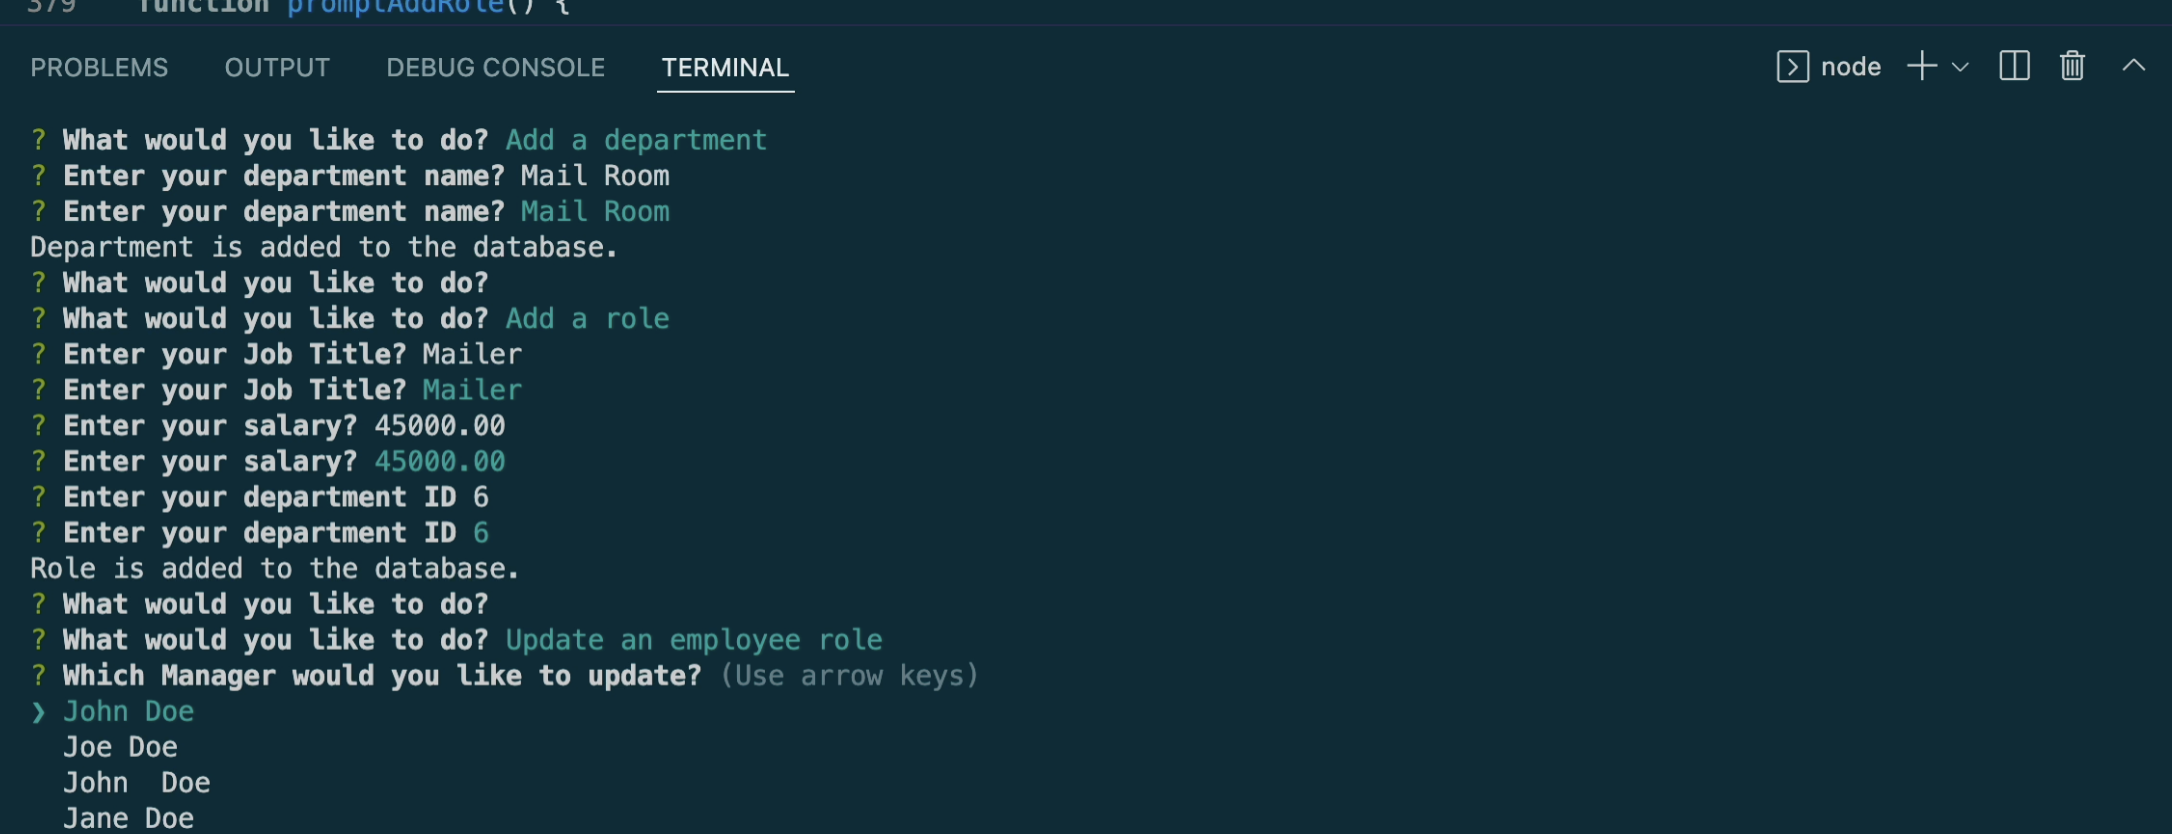 379 function promptAddRole() {
PROBLEMS OUTPUT DEBUG CONSOLE TERMINAL node
? What would you like to do? Add a department
? Enter your department name? Mail Room
? Enter your department name? Mail Room
Department is added to the database.
? What would you like to do?
? What would you like to do? Add a role
? Enter your Job Title? Mailer
? Enter your Job Title? Mailer
? Enter your salary? 45000.00
? Enter your salary? 45000.00
? Enter your department ID 6
? Enter your department ID 6
Role is added to the database.
? What would you like to do?
? What would you like to do? Update an employee role
? Which Manager would you like to update? (Use arrow keys)
❯ John Doe
Joe Doe
John  Doe
Jane Doe